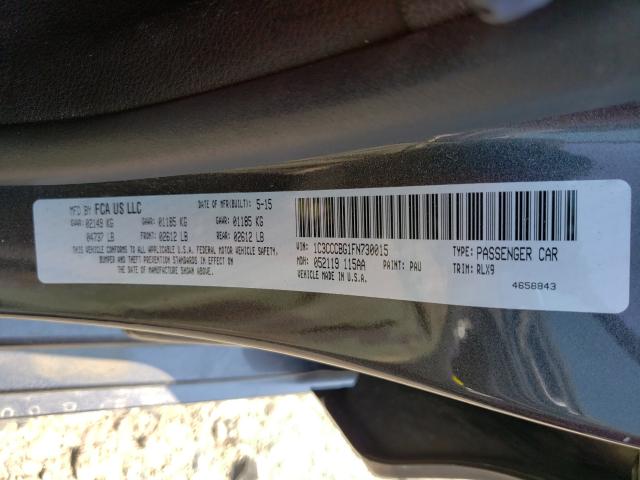 MFD BY FCA US LLC DATE OF MFR(BUILT): 5-15
GVWR: 02149 KG GAWR: 01185 KG GAWR: 01185 KG
04737 LB FRONT: 02612 LB REAR: 02612 LB
THIS VEHICLE CONFORMS TO ALL APPLICABLE U.S.A. FEDERAL MOTOR VEHICLE SAFETY,
BUMPER AND THEFT PREVENTION STANDARDS IN EFFECT ON
THE DATE OF MANUFACTURE SHOWN ABOVE.
VIN: 1C3CCCBG1FN730015 TYPE: PASSENGER CAR
MDH: 052119 115AA PAINT: PAU TRIM: RLX9
VEHICLE MADE IN U.S.A. 4658843